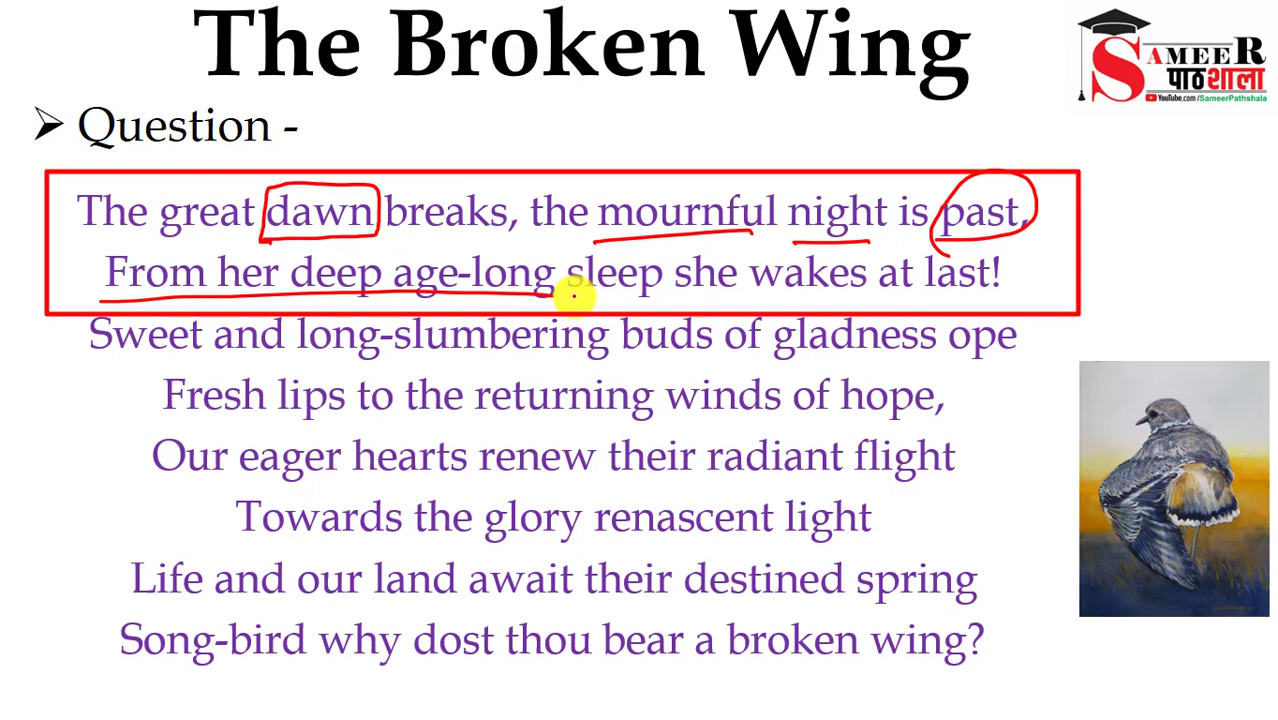 The Broken Wing
SAMEER
पाठशाला
YouTube.com/SameerPathshala
➢ Question -
The great dawn breaks, the mournful night is past,
From her deep age-long sleep she wakes at last!
Sweet and long-slumbering buds of gladness ope
Fresh lips to the returning winds of hope,
Our eager hearts renew their radiant flight
Towards the glory renascent light
Life and our land await their destined spring
Song-bird why dost thou bear a broken wing?